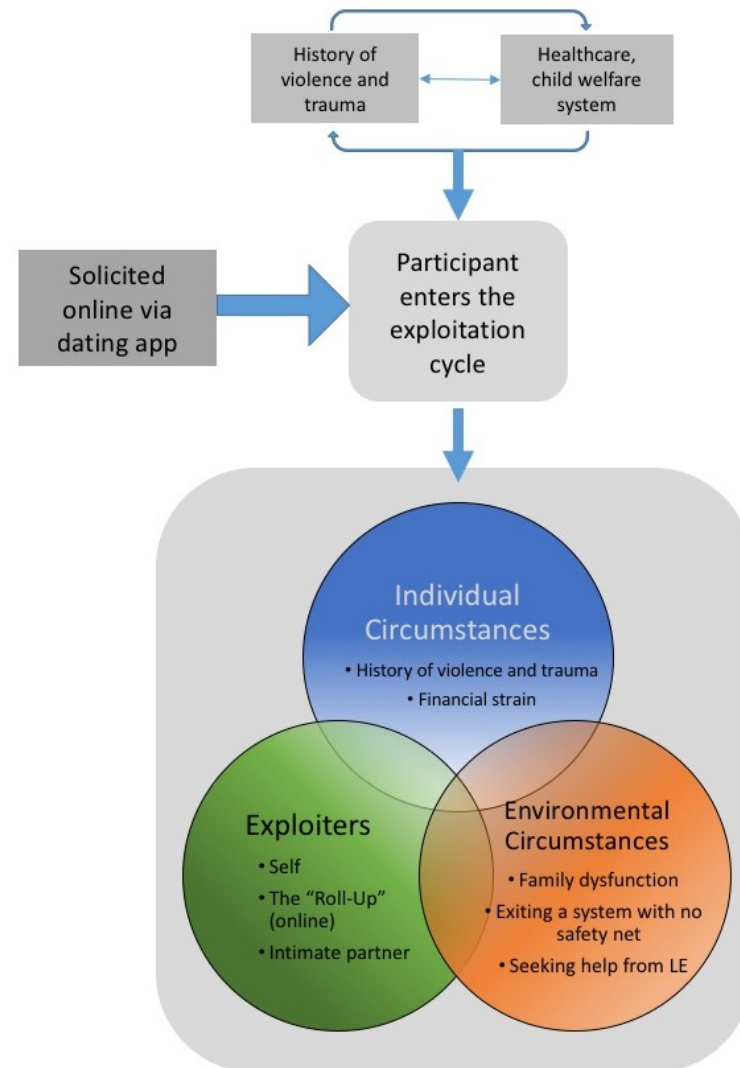 History of
violence and
trauma
Healthcare,
child welfare
system
Solicited
online via
dating app
Participant
enters the
exploitation
cycle
Individual
Circumstances
• History of violence and trauma
• Financial strain
Exploiters
• Self
• The “Roll-Up”
(online)
• Intimate partner
Environmental
Circumstances
• Family dysfunction
• Exiting a system with no
safety net
• Seeking help from LE